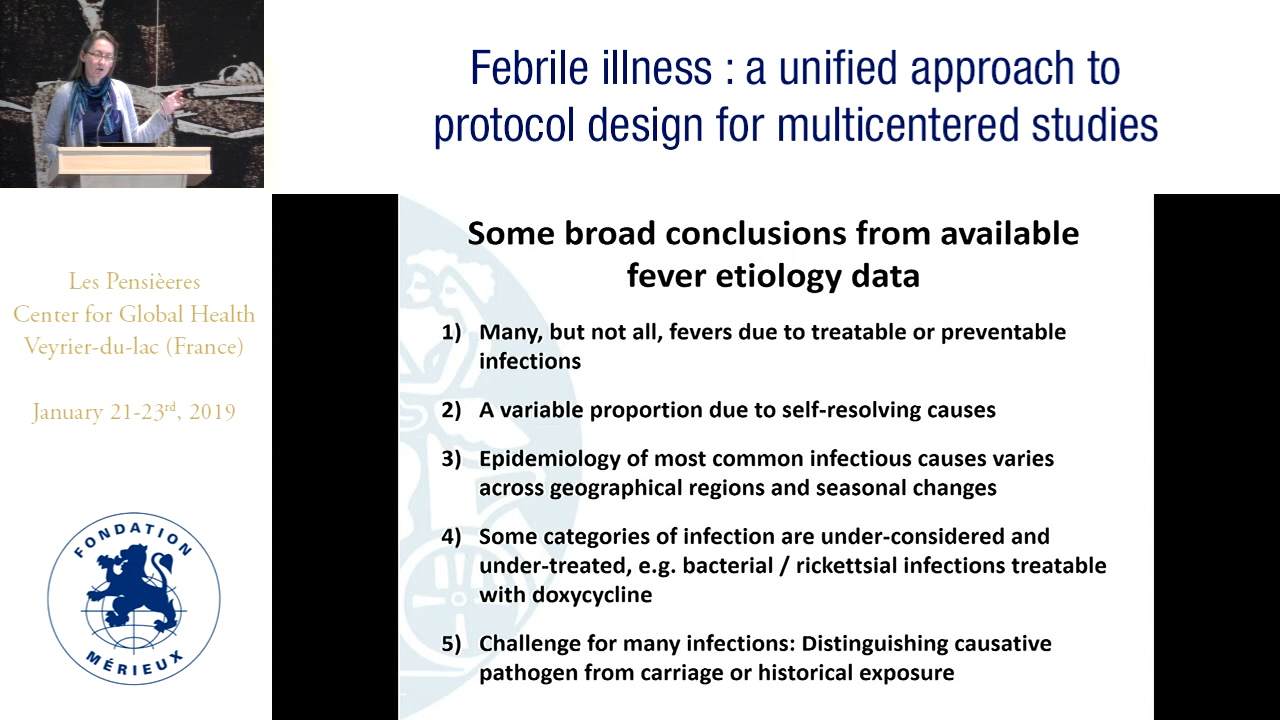 Febrile illness : a unified approach to
protocol design for multicentered studies
Les Pensièeres
Center for Global Health
Veyrier-du-lac (France)
January 21-23rd, 2019
FONDATION
MÉRIEUX
Some broad conclusions from available
fever etiology data
1) Many, but not all, fevers due to treatable or preventable
infections
2) A variable proportion due to self-resolving causes
3) Epidemiology of most common infectious causes varies
across geographical regions and seasonal changes
4) Some categories of infection are under-considered and
under-treated, e.g. bacterial / rickettsial infections treatable
with doxycycline
5) Challenge for many infections: Distinguishing causative
pathogen from carriage or historical exposure